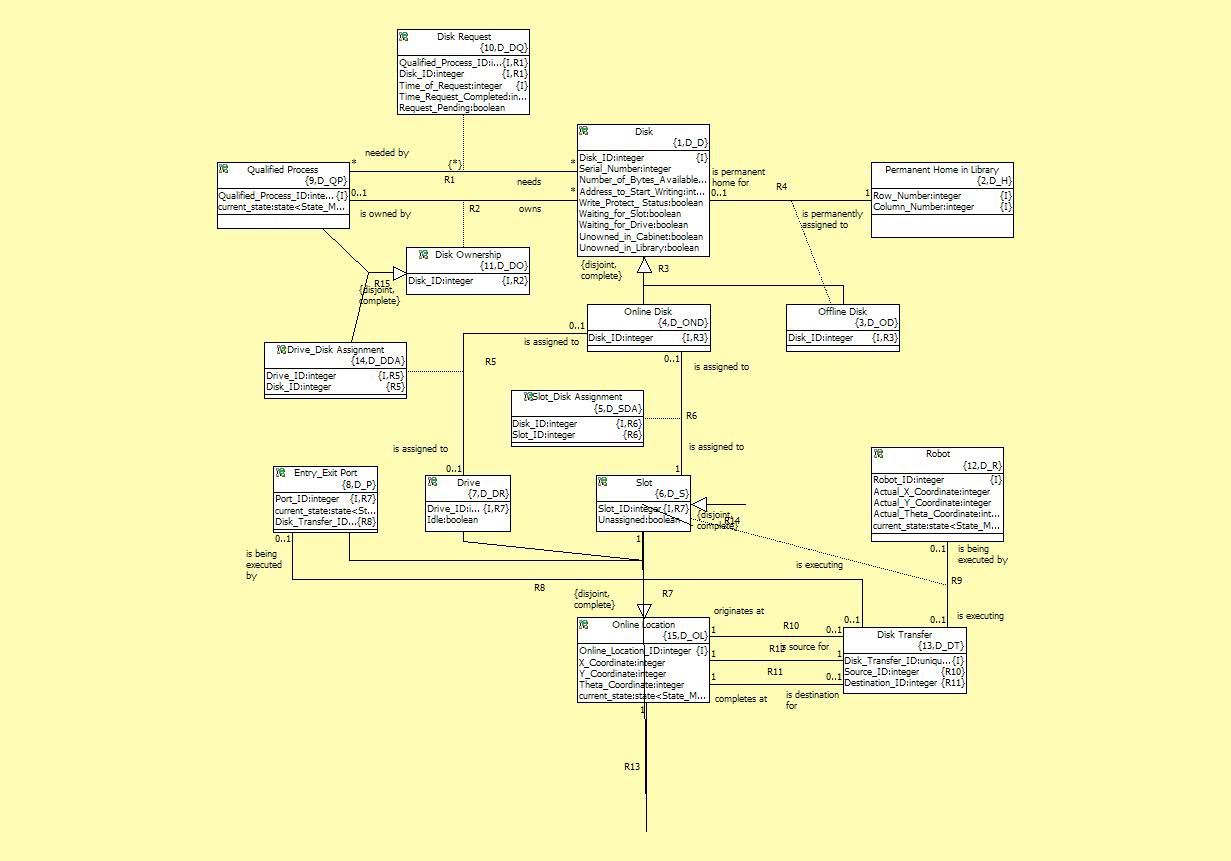 Disk Request
{10,D_DQ}
Qualified_Process_ID:i...{I,R1}
Disk_ID:integer {I,R1}
Time_of_Request:integer {I}
Time_Request_Completed:in...
Request_Pending:boolean
Disk
{1,D_D}
Disk_ID:integer {I}
Serial_Number:integer
Number_of_Bytes_Available...
Address_to_Start_Writing:int...
Write_Protect_ Status:boolean
Waiting_for_Slot:boolean
Waiting_for_Drive:boolean
Unowned_in_Cabinet:boolean
Unowned_in_Library:boolean
needed by
*
{*}
*
R1
needs
Qualified Process
{9,D_QP}
Qualified_Process_ID:inte... {I}
current_state:state<State_M...
0..1
*
is owned by
R2
owns
is permanent
home for
0..1
R4
1
is permanently
assigned to
Permanent Home in Library
{2,D_H}
Row_Number:integer {I}
Column_Number:integer {I}
Disk Ownership
{11,D_DO}
Disk_ID:integer {I,R2}
R15
{disjoint,
complete}
{disjoint,
complete}
R3
Online Disk
{4,D_OND}
Disk_ID:integer {I,R3}
Offline Disk
{3,D_OD}
Disk_ID:integer {I,R3}
0..1
is assigned to
Drive_Disk Assignment
{14,D_DDA}
Drive_ID:integer {I,R5}
Disk_ID:integer {R5}
R5
0..1
is assigned to
Slot_Disk Assignment
{5,D_SDA}
Disk_ID:integer {I,R6}
Slot_ID:integer {R6}
R6
is assigned to
0..1
is assigned to
1
Entry_Exit Port
{8,D_P}
Port_ID:integer {I,R7}
current_state:state<St...
Disk_Transfer_ID...{R8}
Drive
{7,D_DR}
Drive_ID:i... {I,R7}
Idle:boolean
Slot
{6,D_S}
Slot_ID:integer{I,R7}
Unassigned:boolean
{disjoint,
complete}
R14
Robot
{12,D_R}
Robot_ID:integer {I}
Actual_X_Coordinate:integer
Actual_Y_Coordinate:integer
Actual_Theta_Coordinate:int...
current_state:state<State_M...
0..1
is being
executed
by
1
0..1
is being
executed by
is executing
R9
R8
{disjoint,
complete}
R7
originates at
is executing
0..1
0..1
Online Location
{15,D_OL}
Online_Location_ID:integer {I}
X_Coordinate:integer
Y_Coordinate:integer
Theta_Coordinate:integer
current_state:state<State_M...
1
R10
0..1
R12
is source for
1
1
R11
1
0..1
completes at
is destination
for
Disk Transfer
{13,D_DT}
Disk_Transfer_ID:uniqu...{I}
Source_ID:integer {R10}
Destination_ID:integer {R11}
1
R13